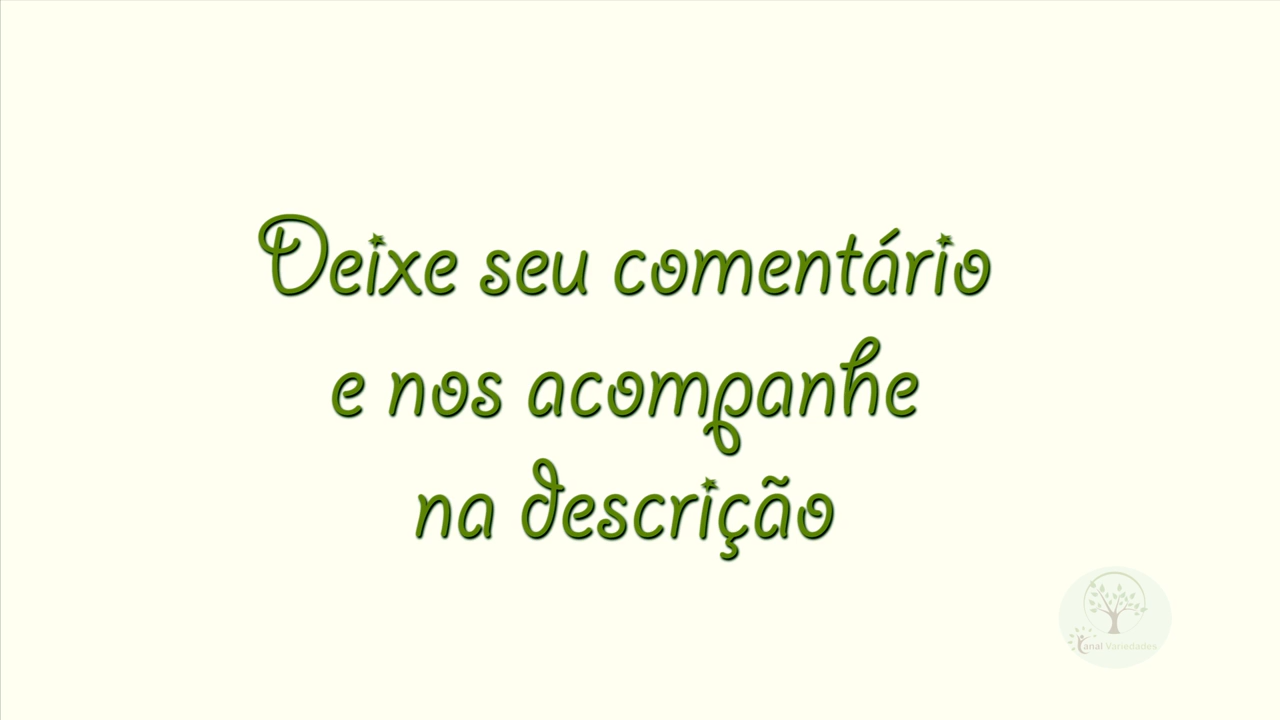 Deixe seu comentário
e nos acompanhe
na descrição
Canal Variedades